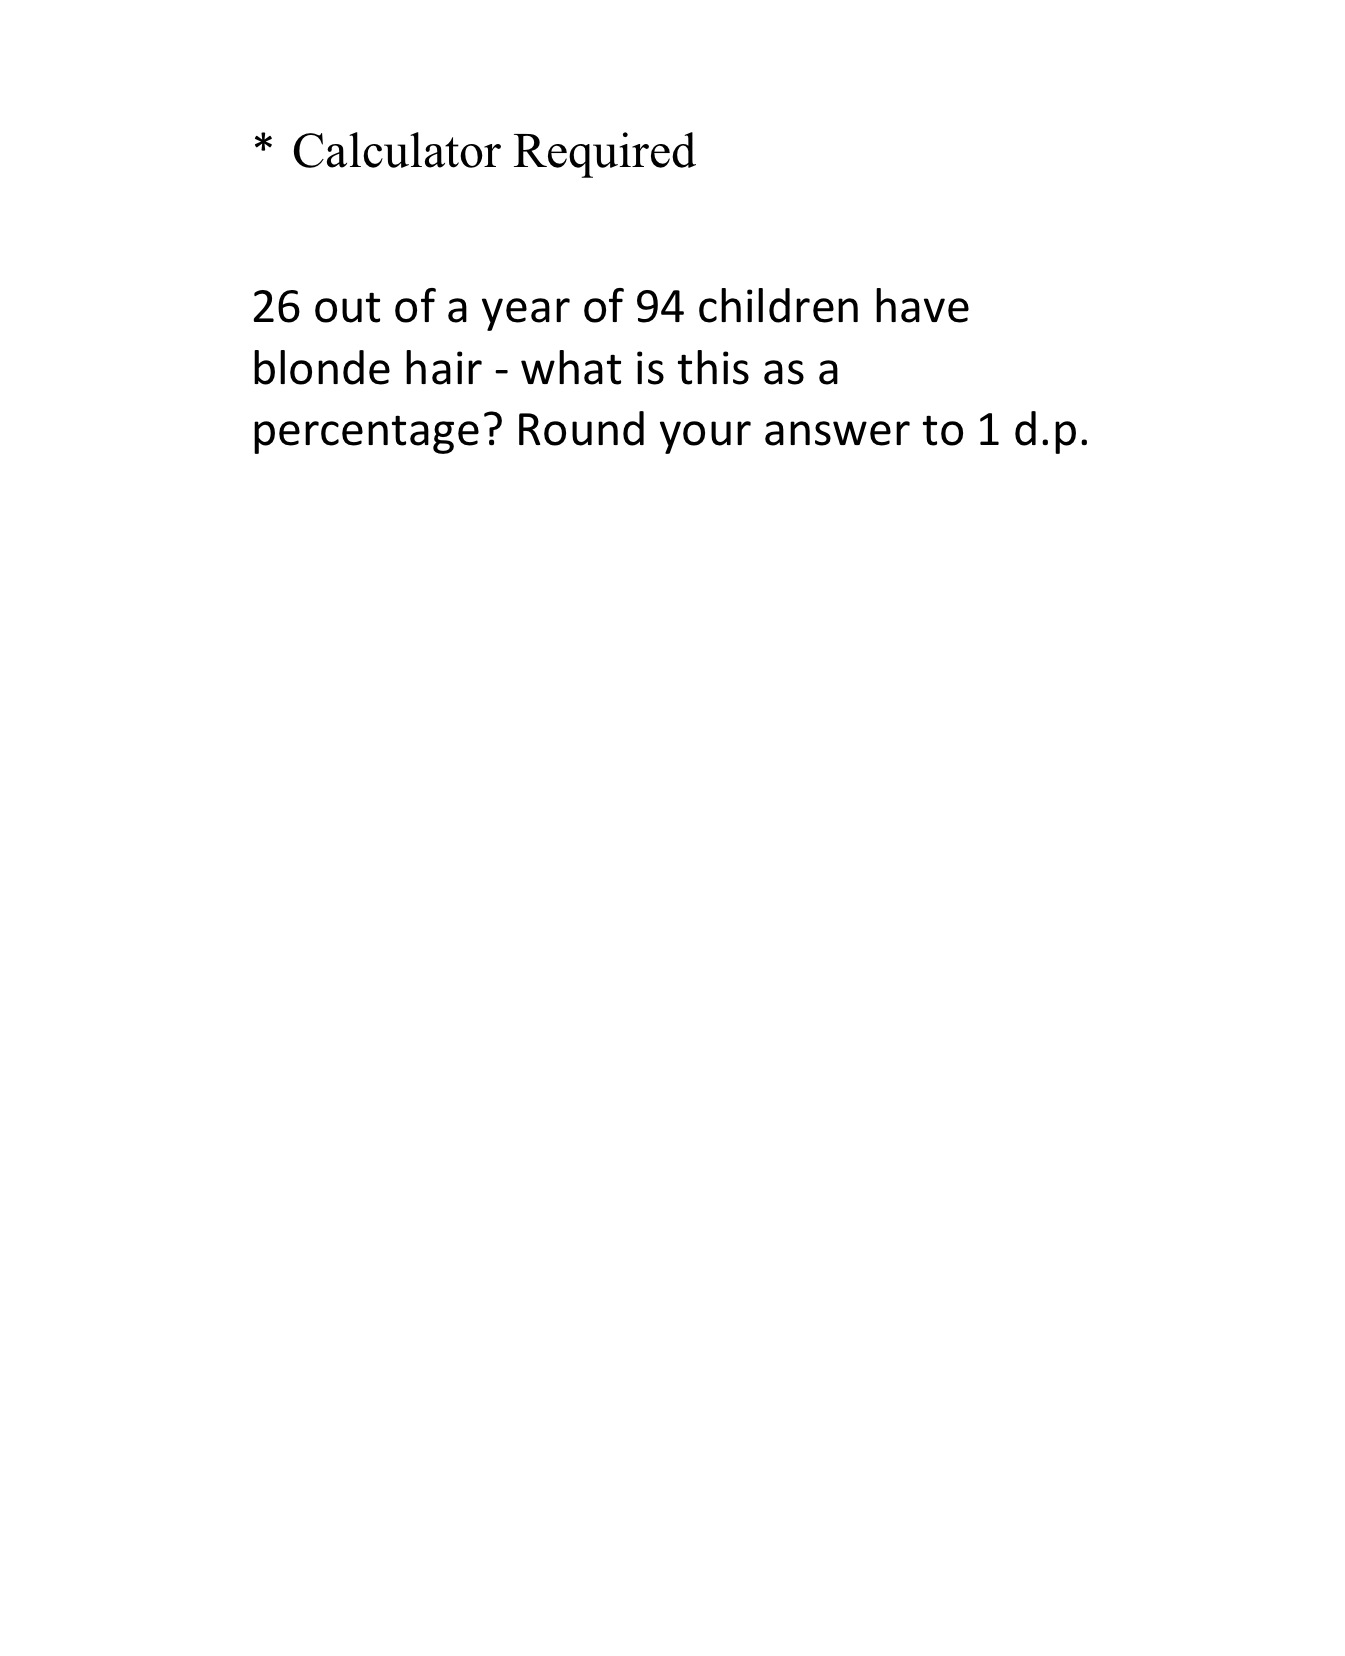 * Calculator Required
26 out of a year of 94 children have
blonde hair - what is this as a
percentage? Round your answer to 1 d.p.